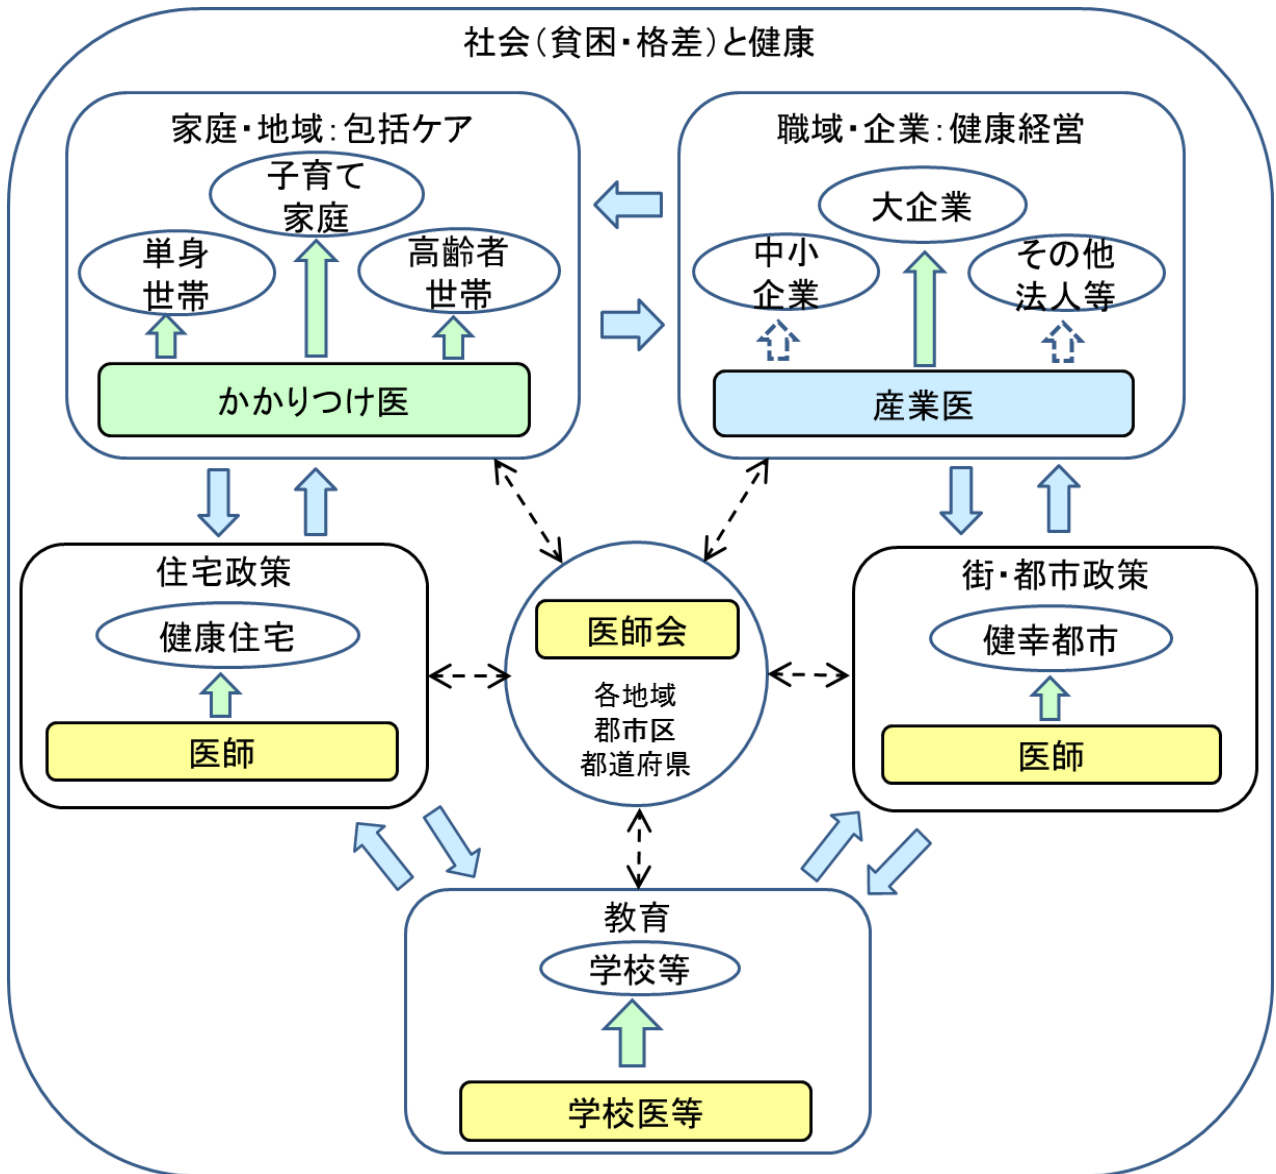 社会(貧困・格差)と健康
家庭・地域:包括ケア
子育て
家庭
単身
世帯
高齢者
世帯
かかりつけ医
職域・企業:健康経営
大企業
中小
企業
その他
法人等
産業医
住宅政策
健康住宅
医師
医師会
各地域
郡市区
都道府県
街・都市政策
健幸都市
医師
教育
学校等
学校医等